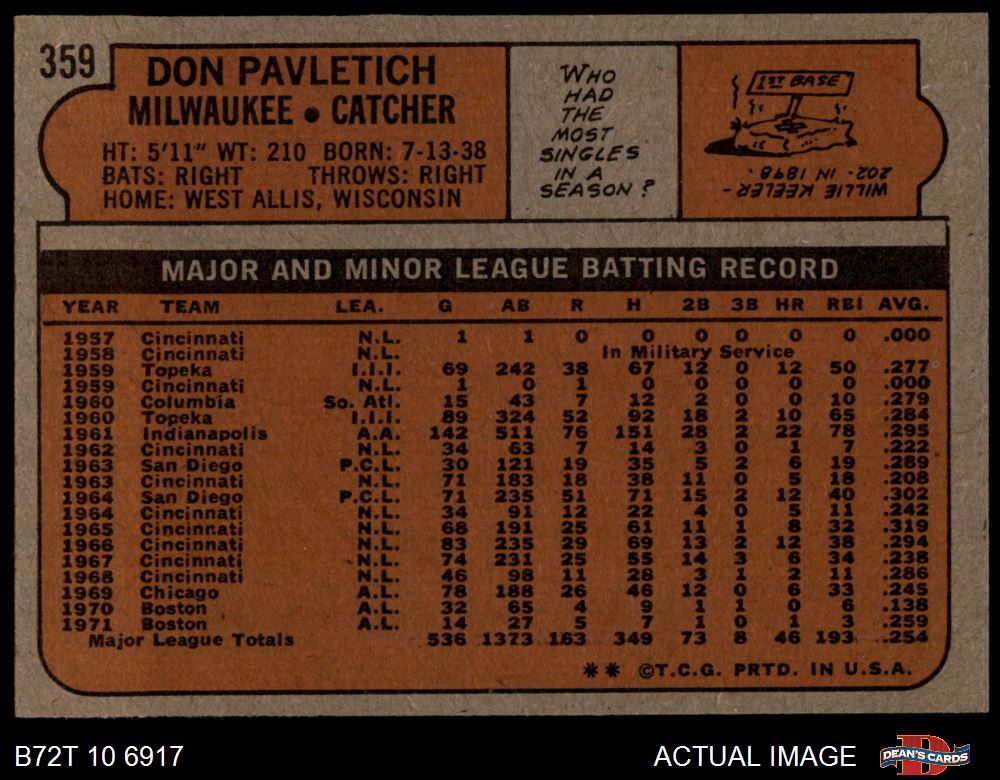 359
DON PAVLETICH
MILWAUKEE • CATCHER
HT: 5'11" WT: 210 BORN: 7-13-38
BATS: RIGHT THROWS: RIGHT
HOME: WEST ALLIS, WISCONSIN
WHO
HAD
THE
MOST
SINGLES
IN A
SEASON?
1ST BASE
WILLIE KEELER-
202 - IN 1898.
MAJOR AND MINOR LEAGUE BATTING RECORD
YEAR TEAM LEA. G AB R H 2B 3B HR RBI AVG.
1957 Cincinnati N.L. 1 1 0 0 0 0 0 0 .000
1958 Cincinnati N.L. In Military Service
1959 Topeka I.I.I. 69 242 38 67 12 0 12 50 .277
1959 Cincinnati N.L. 1 0 1 0 0 0 0 0 .000
1960 Columbia So. Atl. 15 43 7 12 2 0 0 10 .279
1960 Topeka I.I.I. 89 324 52 92 18 2 10 65 .284
1961 Indianapolis A.A. 142 511 76 151 28 2 22 78 .295
1962 Cincinnati N.L. 34 63 7 14 3 0 1 7 .222
1963 San Diego P.C.L. 30 121 19 35 5 2 6 19 .289
1963 Cincinnati N.L. 71 183 18 38 11 0 5 18 .208
1964 San Diego P.C.L. 71 235 51 71 15 2 12 40 .302
1964 Cincinnati N.L. 34 91 12 22 4 0 5 11 .242
1965 Cincinnati N.L. 68 191 25 61 11 1 8 32 .319
1966 Cincinnati N.L. 83 235 29 69 13 2 12 38 .294
1967 Cincinnati N.L. 74 231 25 55 14 3 6 34 .238
1968 Cincinnati N.L. 46 98 11 28 3 1 2 11 .286
1969 Chicago A.L. 78 188 26 46 12 0 6 33 .245
1970 Boston A.L. 32 65 4 9 1 1 0 6 .138
1971 Boston A.L. 14 27 5 7 1 0 1 3 .259
Major League Totals 536 1373 163 349 73 8 46 193 .254
** ©T.C.G. PRTD. IN U.S.A.
B72T 10 6917
ACTUAL IMAGE
DEAN'S CARDS